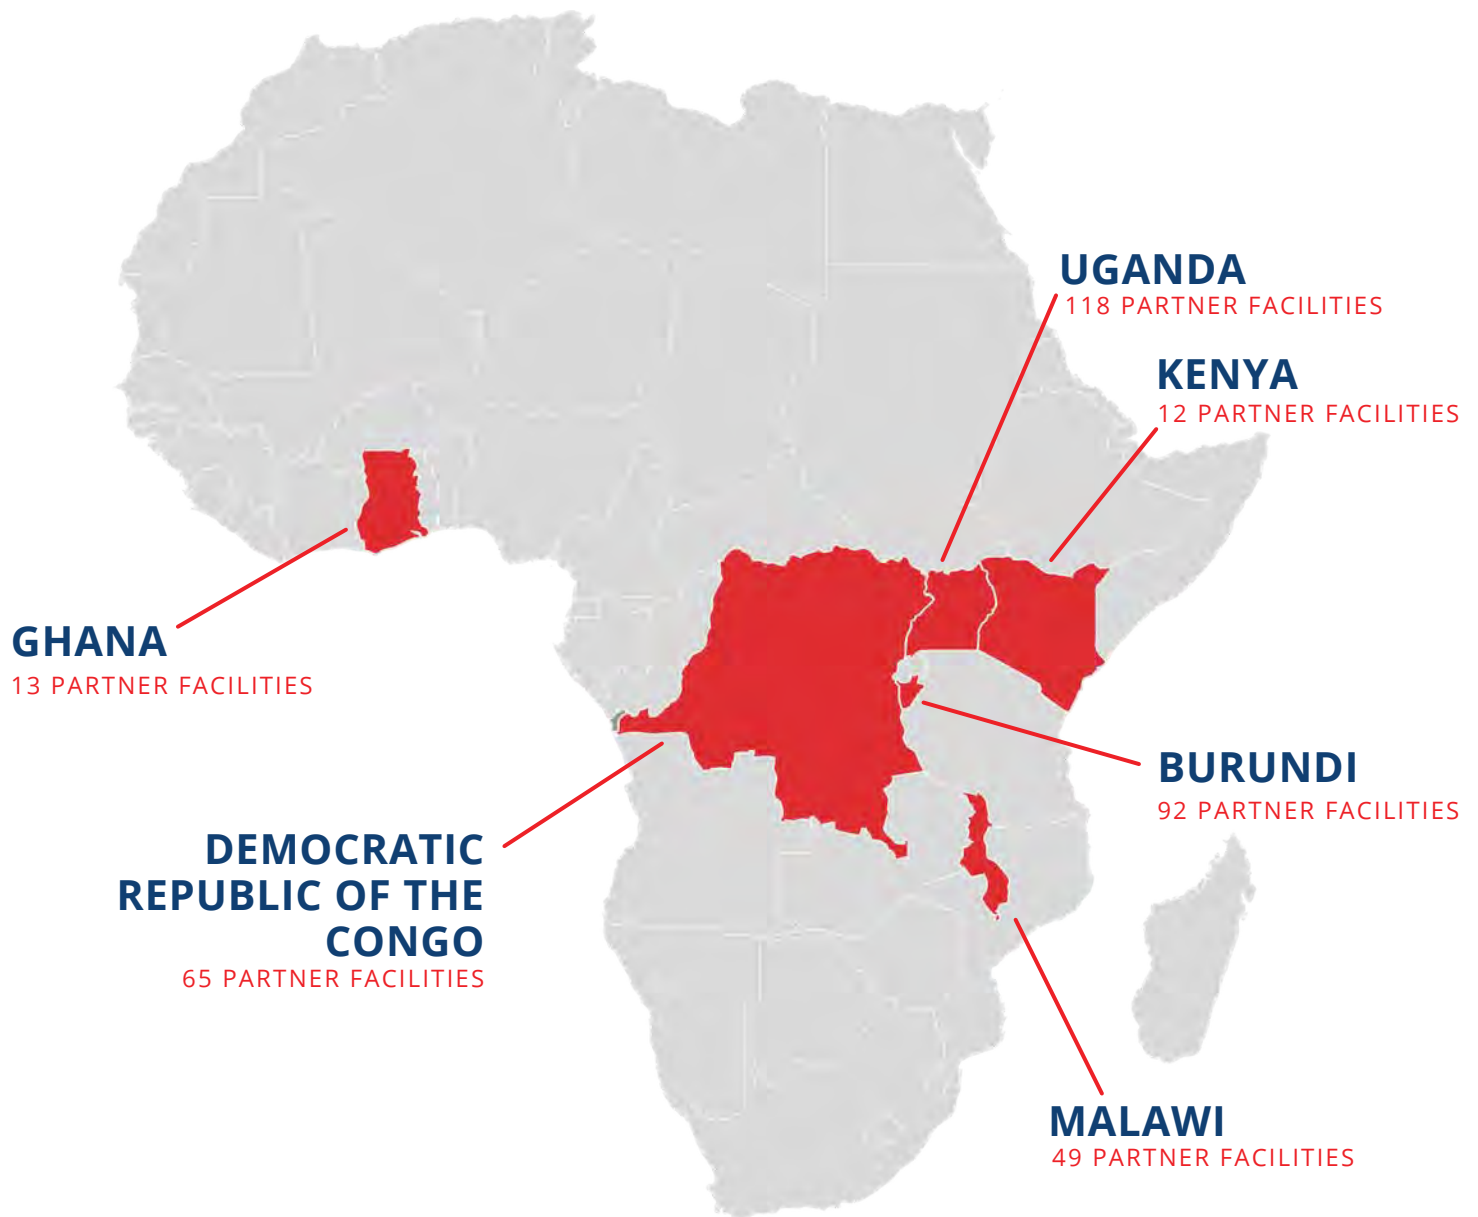 UGANDA
118 PARTNER FACILITIES
KENYA
12 PARTNER FACILITIES
GHANA
13 PARTNER FACILITIES
BURUNDI
92 PARTNER FACILITIES
DEMOCRATIC
REPUBLIC OF THE
CONGO
65 PARTNER FACILITIES
MALAWI
49 PARTNER FACILITIES